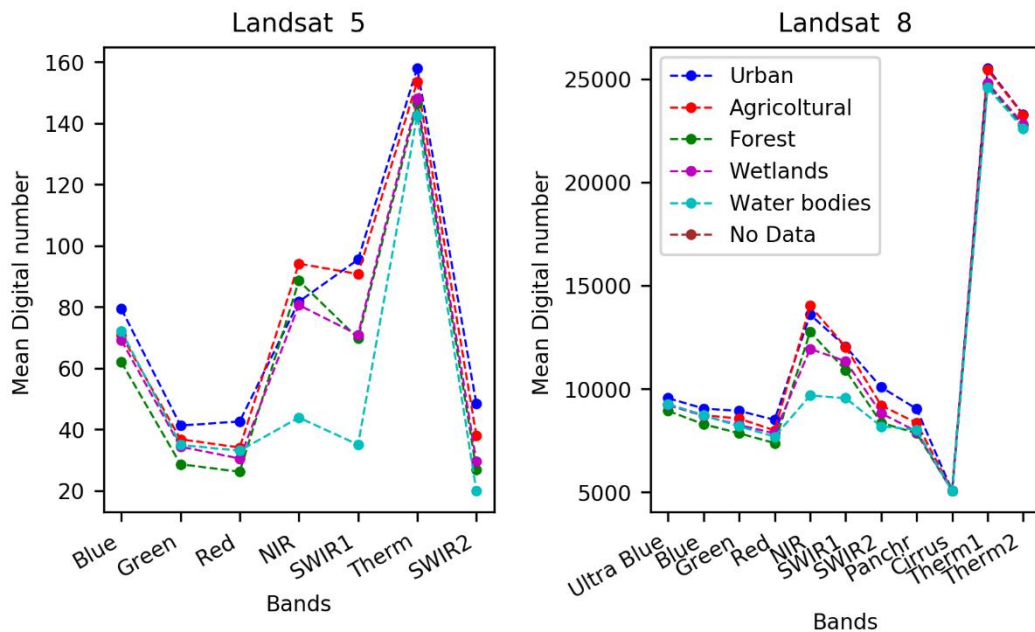 Landsat  5
Mean Digital number
160
140
120
100
80
60
40
20
Blue
Green
Red
NIR
SWIR1
Therm
SWIR2
Bands
Landsat  8
Mean Digital number
25000
20000
15000
10000
5000
Urban
Agricoltural
Forest
Wetlands
Water bodies
No Data
Ultra Blue
Blue
Green
Red
NIR
SWIR1
SWIR2
Panchr
Cirrus
Therm1
Therm2
Bands